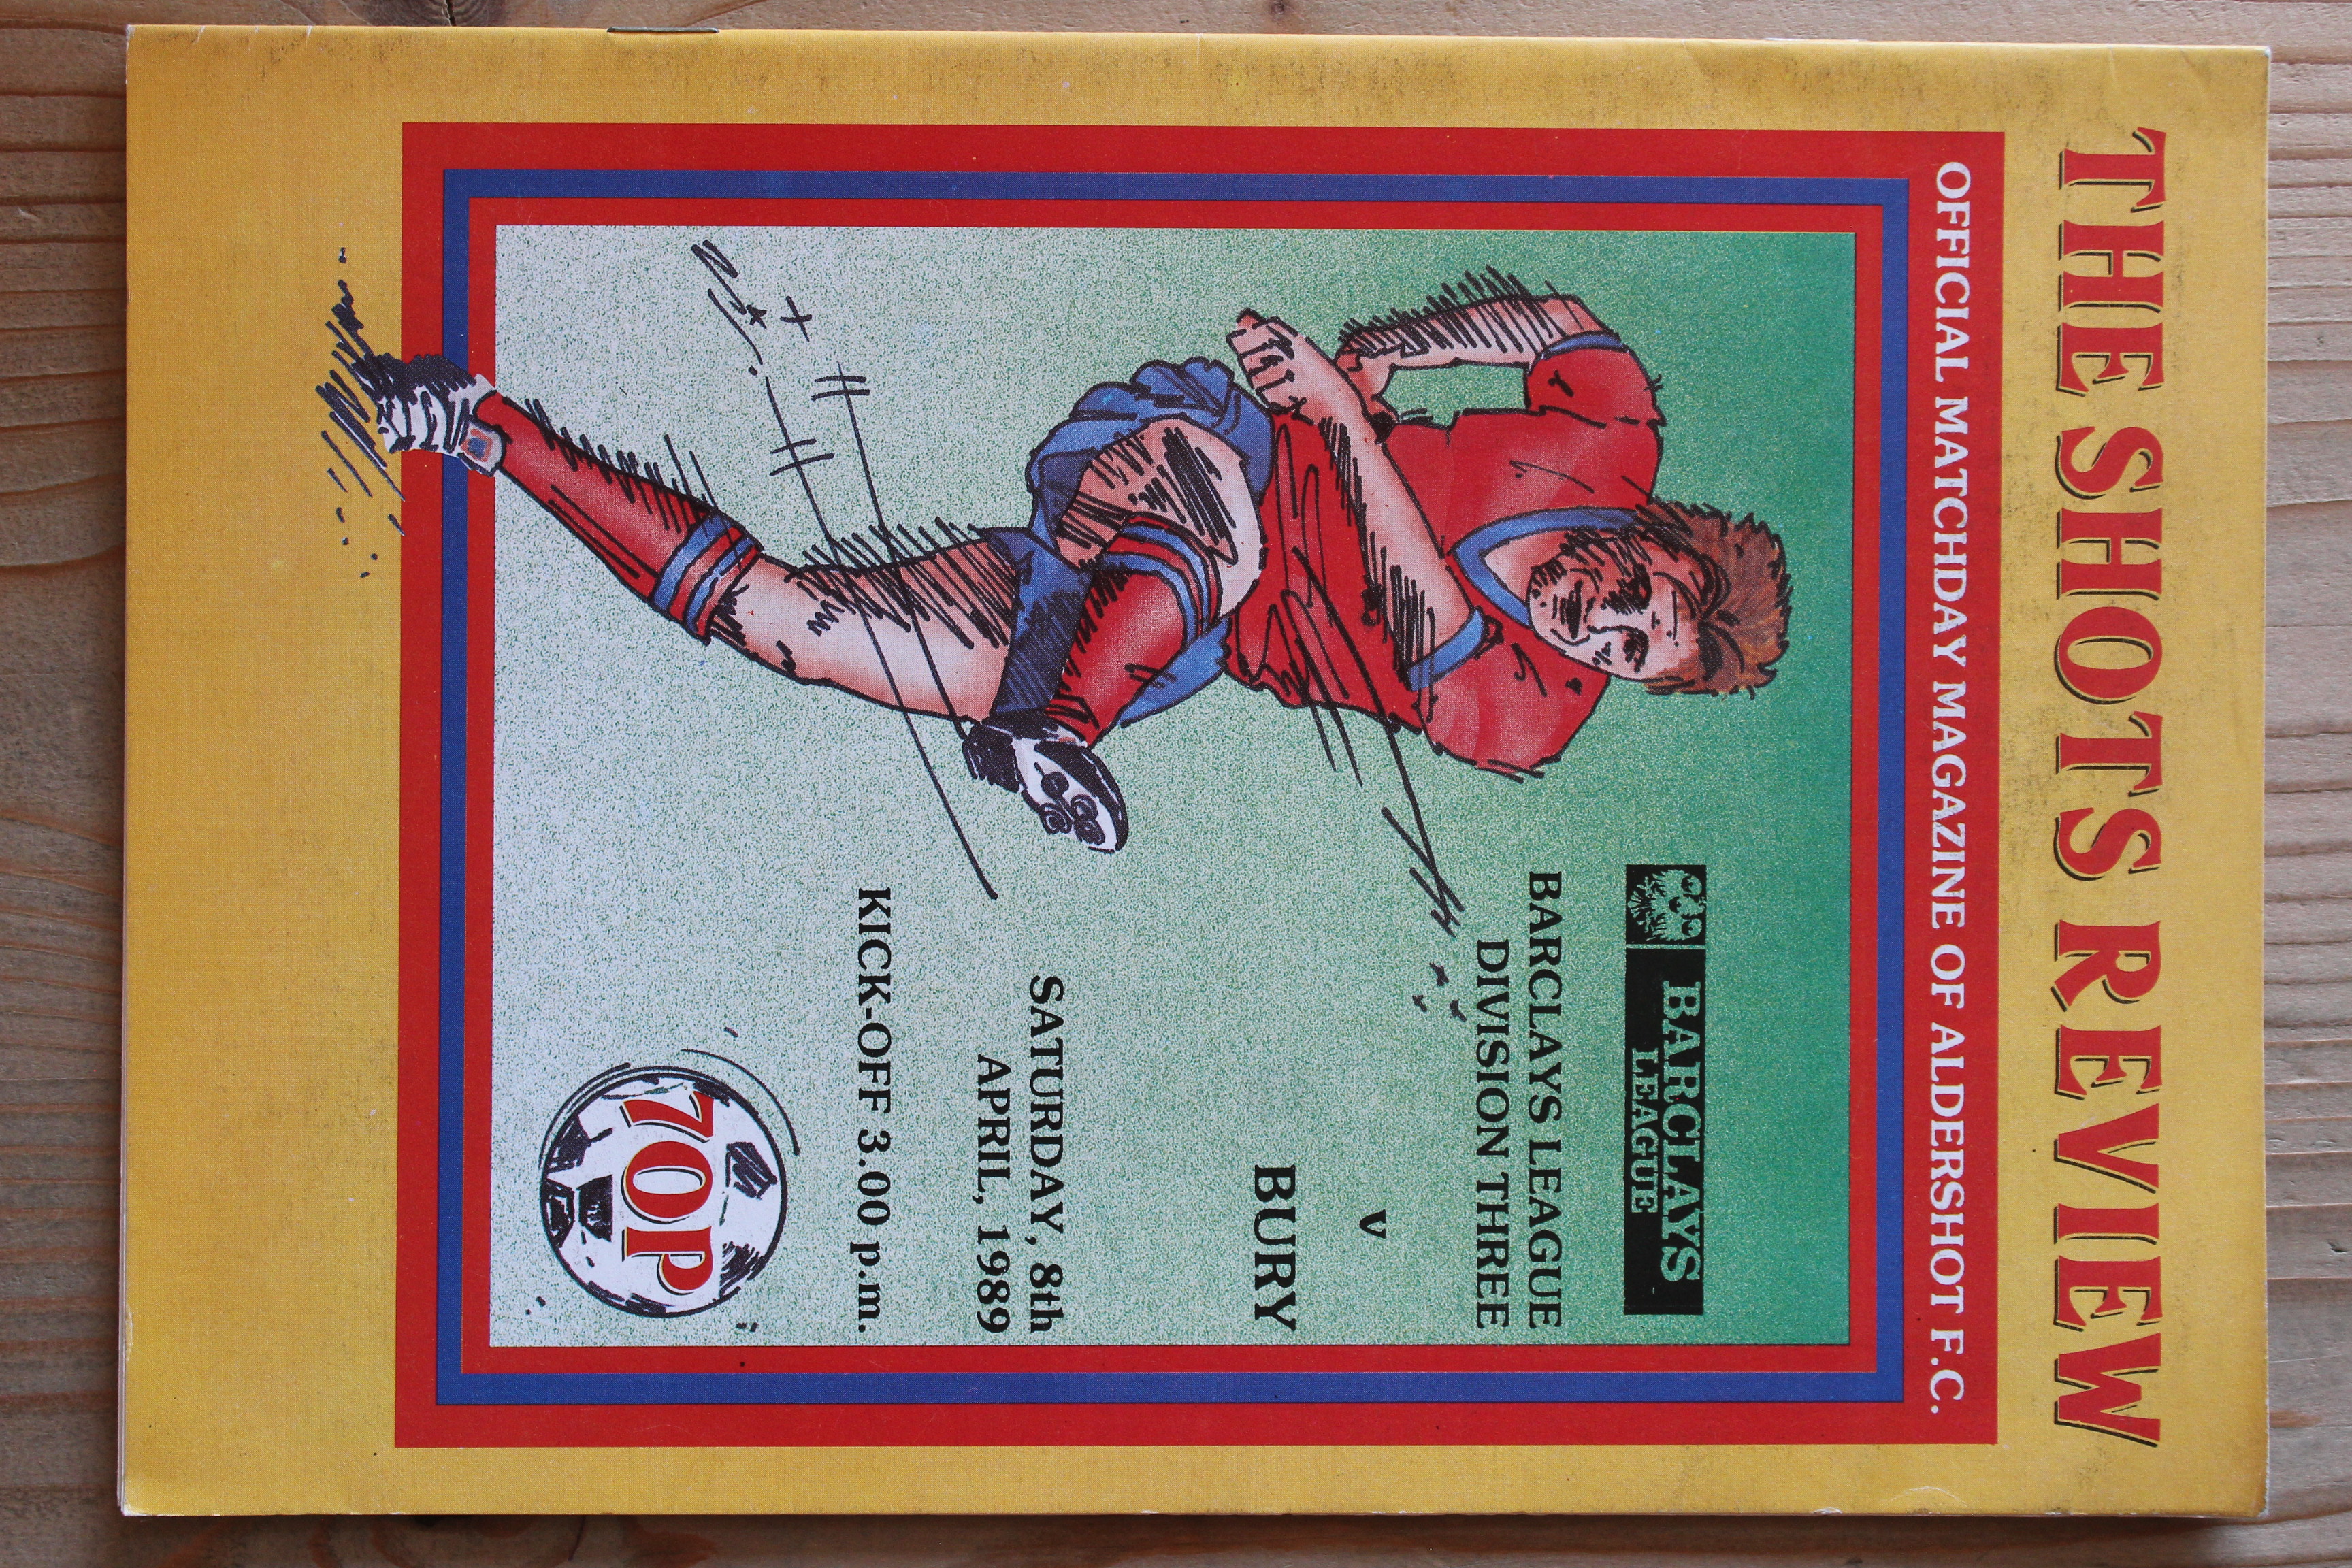 THE SHOTS REVIEW
OFFICIAL MATCHDAY MAGAZINE OF ALDERSHOT F.C.
BARCLAYS
LEAGUE
BARCLAYS LEAGUE
DIVISION THREE
v
BURY
SATURDAY, 8th
APRIL, 1989
KICK-OFF 3.00 p.m.
70P